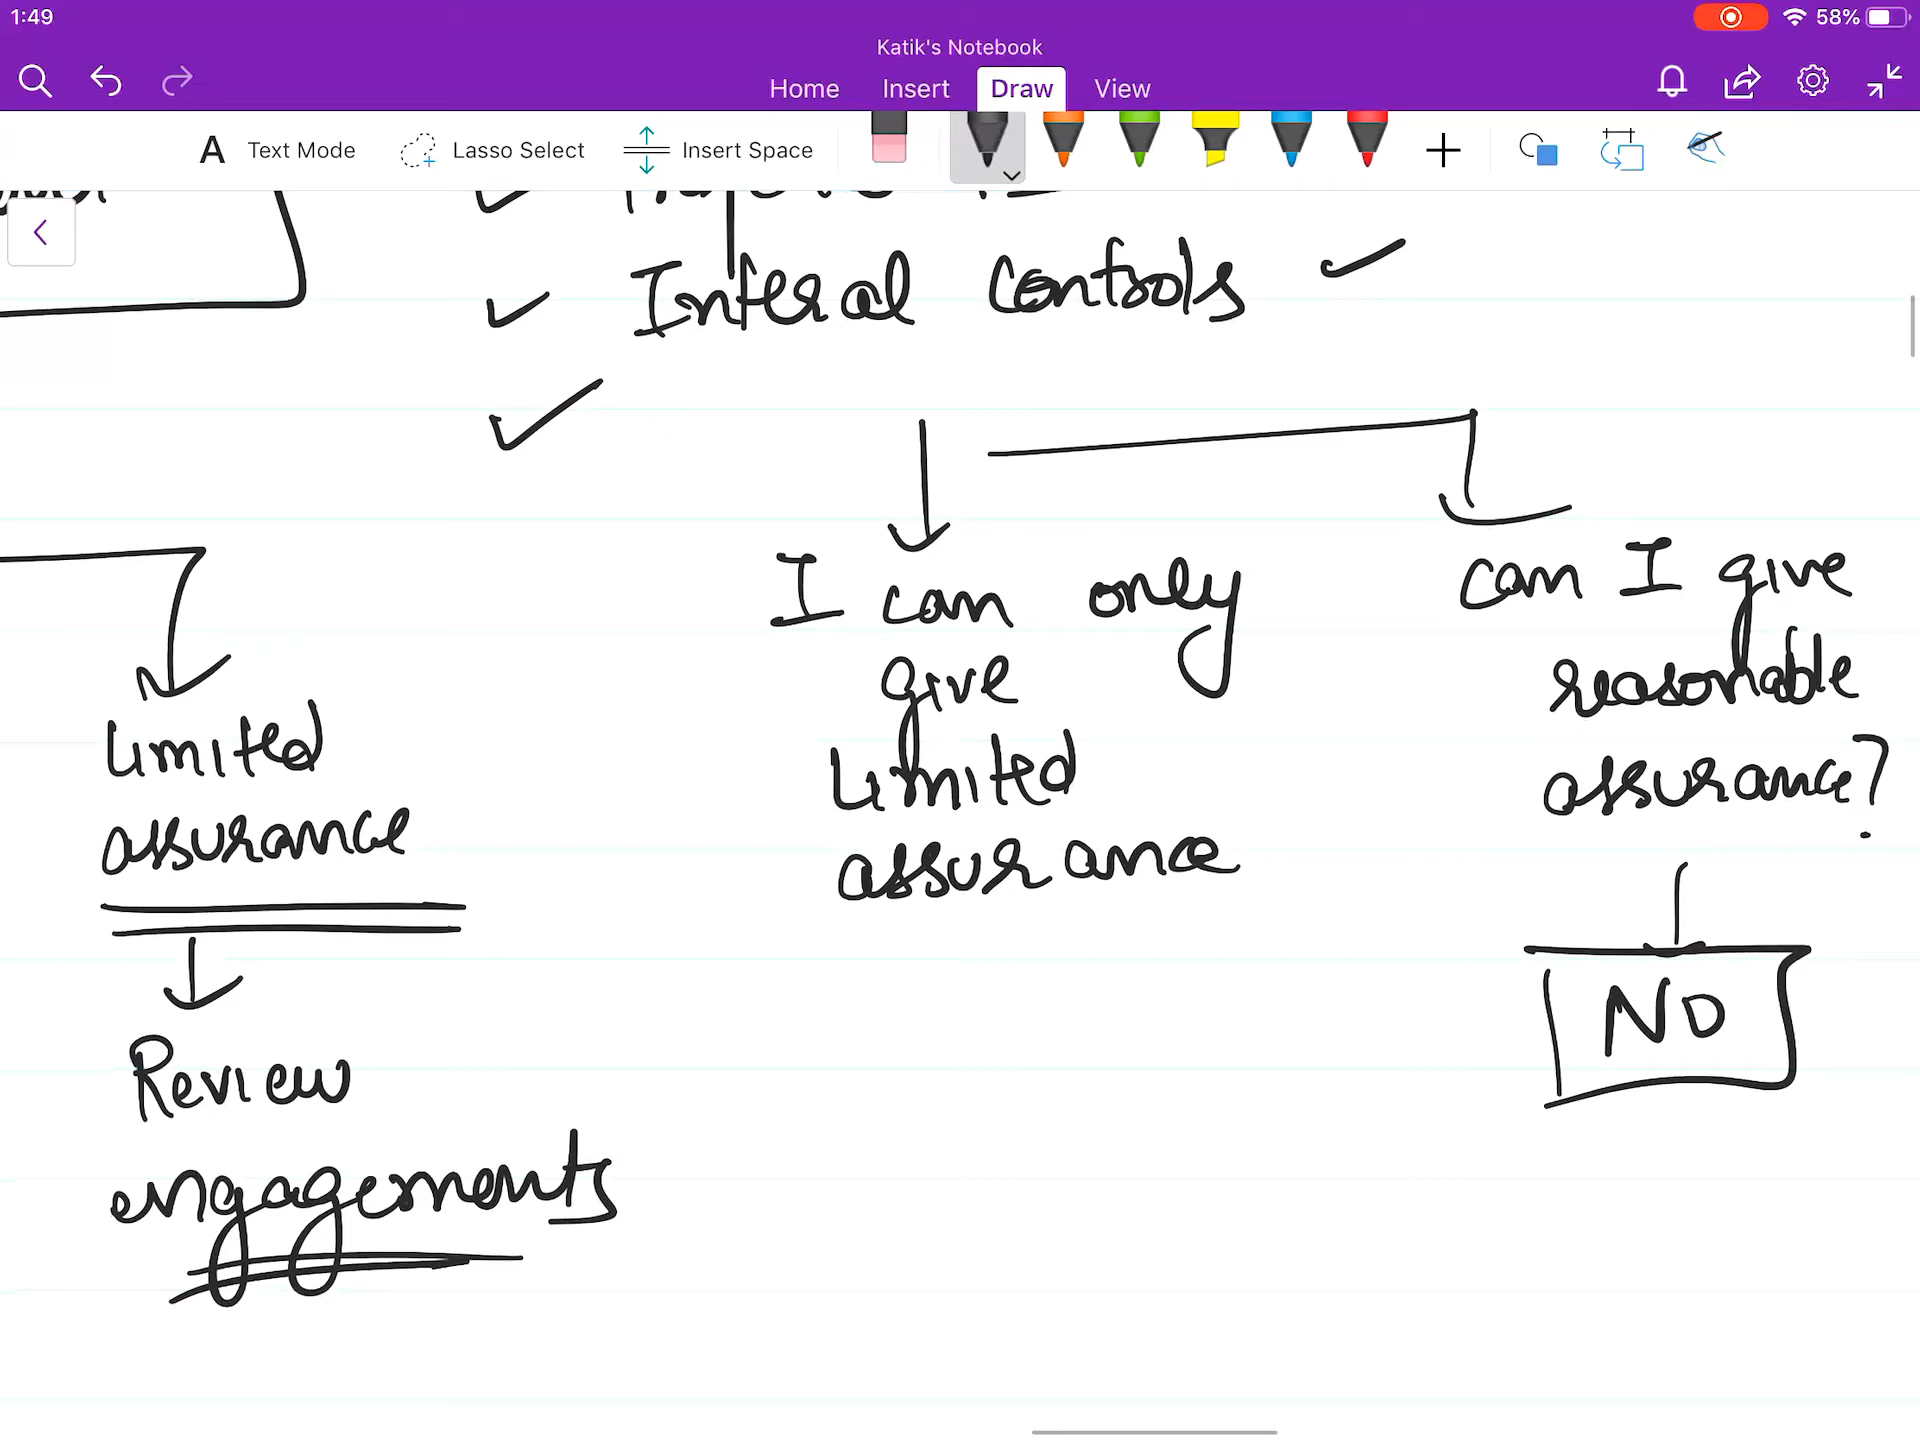 1:49
58%
Katik's Notebook
Home Insert Draw View
A Text Mode Lasso Select Insert Space
Interal controls
I can only
give
Limited
assurance
can I give
reasonable
assurance?
NO
Limited
assurance
Review
engagements